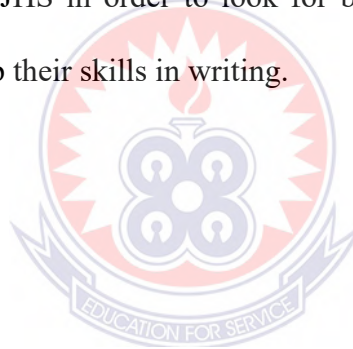 JHS in order to look for b
their skills in writing.
EDUCATION FOR SERVICE